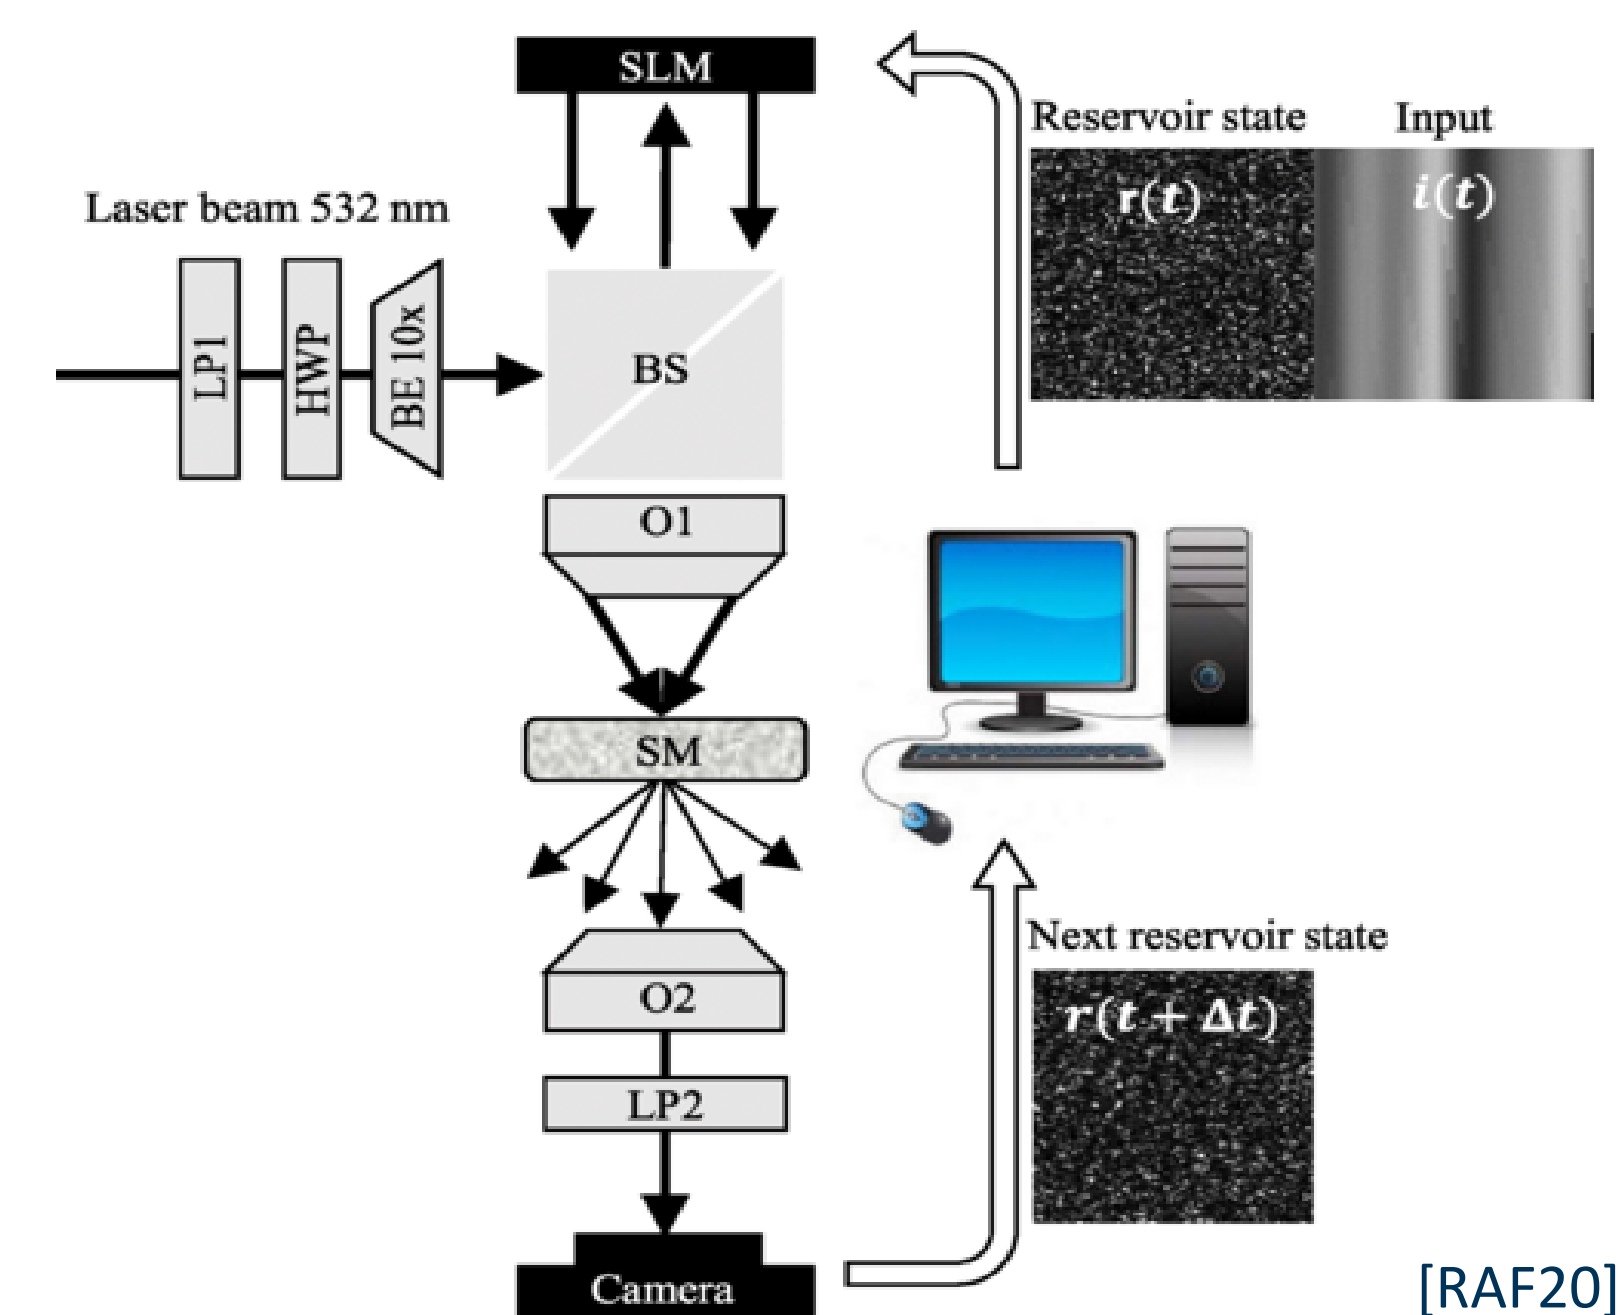 SLM
Reservoir state Input
r(t) i(t)
Laser beam 532 nm
LP1
HWP
BE 10x
BS
O1
SM
Next reservoir state
r(t + Δt)
O2
LP2
Camera
[RAF20]